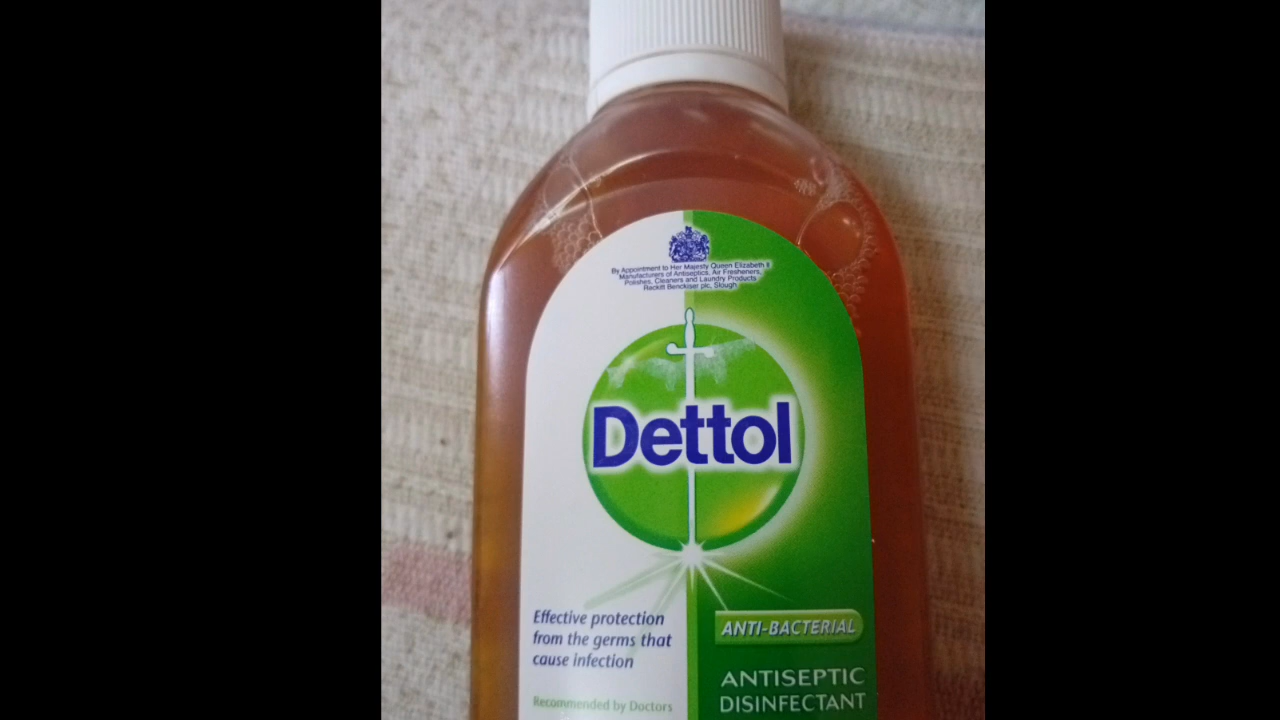 By Appointment to Her Majesty Queen Elizabeth II
Manufacturers of Antiseptics, Air Fresheners,
Polishes, Cleaners and Laundry Products
Reckitt Benckiser plc, Slough.
Dettol
Effective protection
from the germs that
cause infection
Recommended by Doctors
ANTI-BACTERIAL
ANTISEPTIC
DISINFECTANT